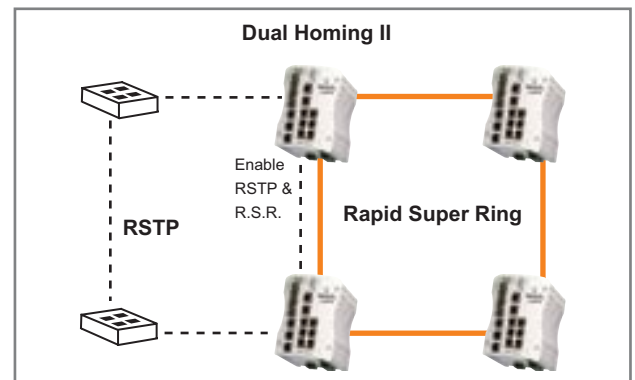 Dual Homing II
Enable
RSTP &
R.S.R.
RSTP
Rapid Super Ring